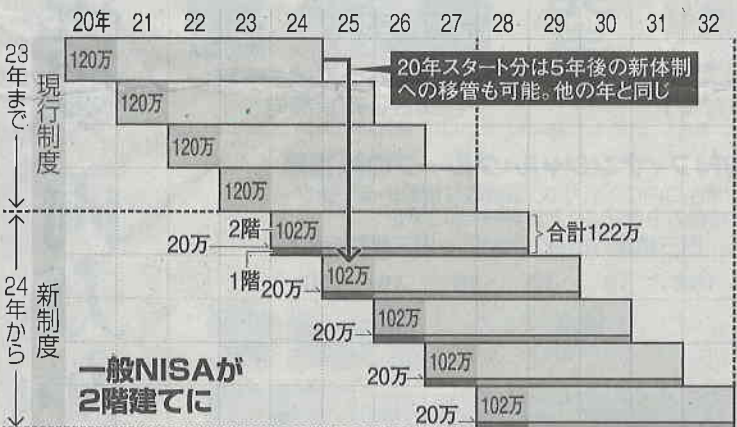 20年 21 22 23 24 25 26 27 28 29 30 31 32
23年まで
現行制度
120万
20年スタート分は5年後の新体制
への移管も可能。他の年と同じ
120万
120万
120万
24年から
新制度
2階 102万
20万
合計122万
1階
20万 102万
20万 102万
20万 102万
20万 102万
一般NISAが
2階建てに